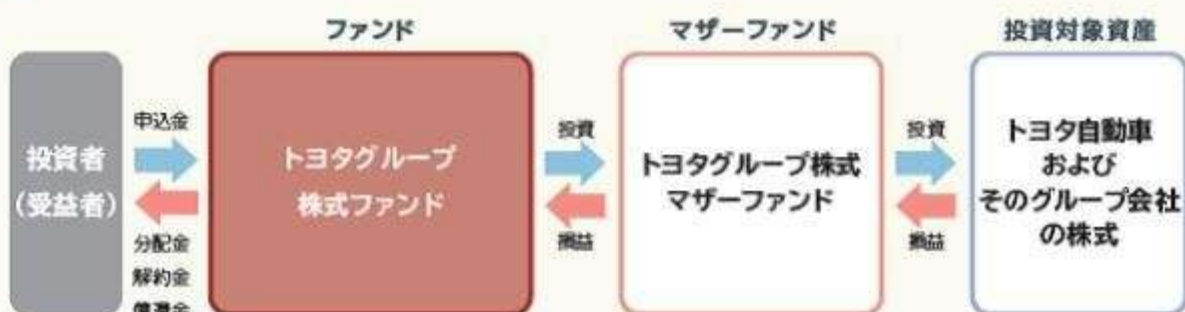 ファンド
マザーファンド
投資対象資産
投資者
(受益者)
申込金
分配金
解約金
償還金
トヨタグループ
株式ファンド
投資
損益
トヨタグループ株式
マザーファンド
投資
損益
トヨタ自動車
および
そのグループ会社
の株式